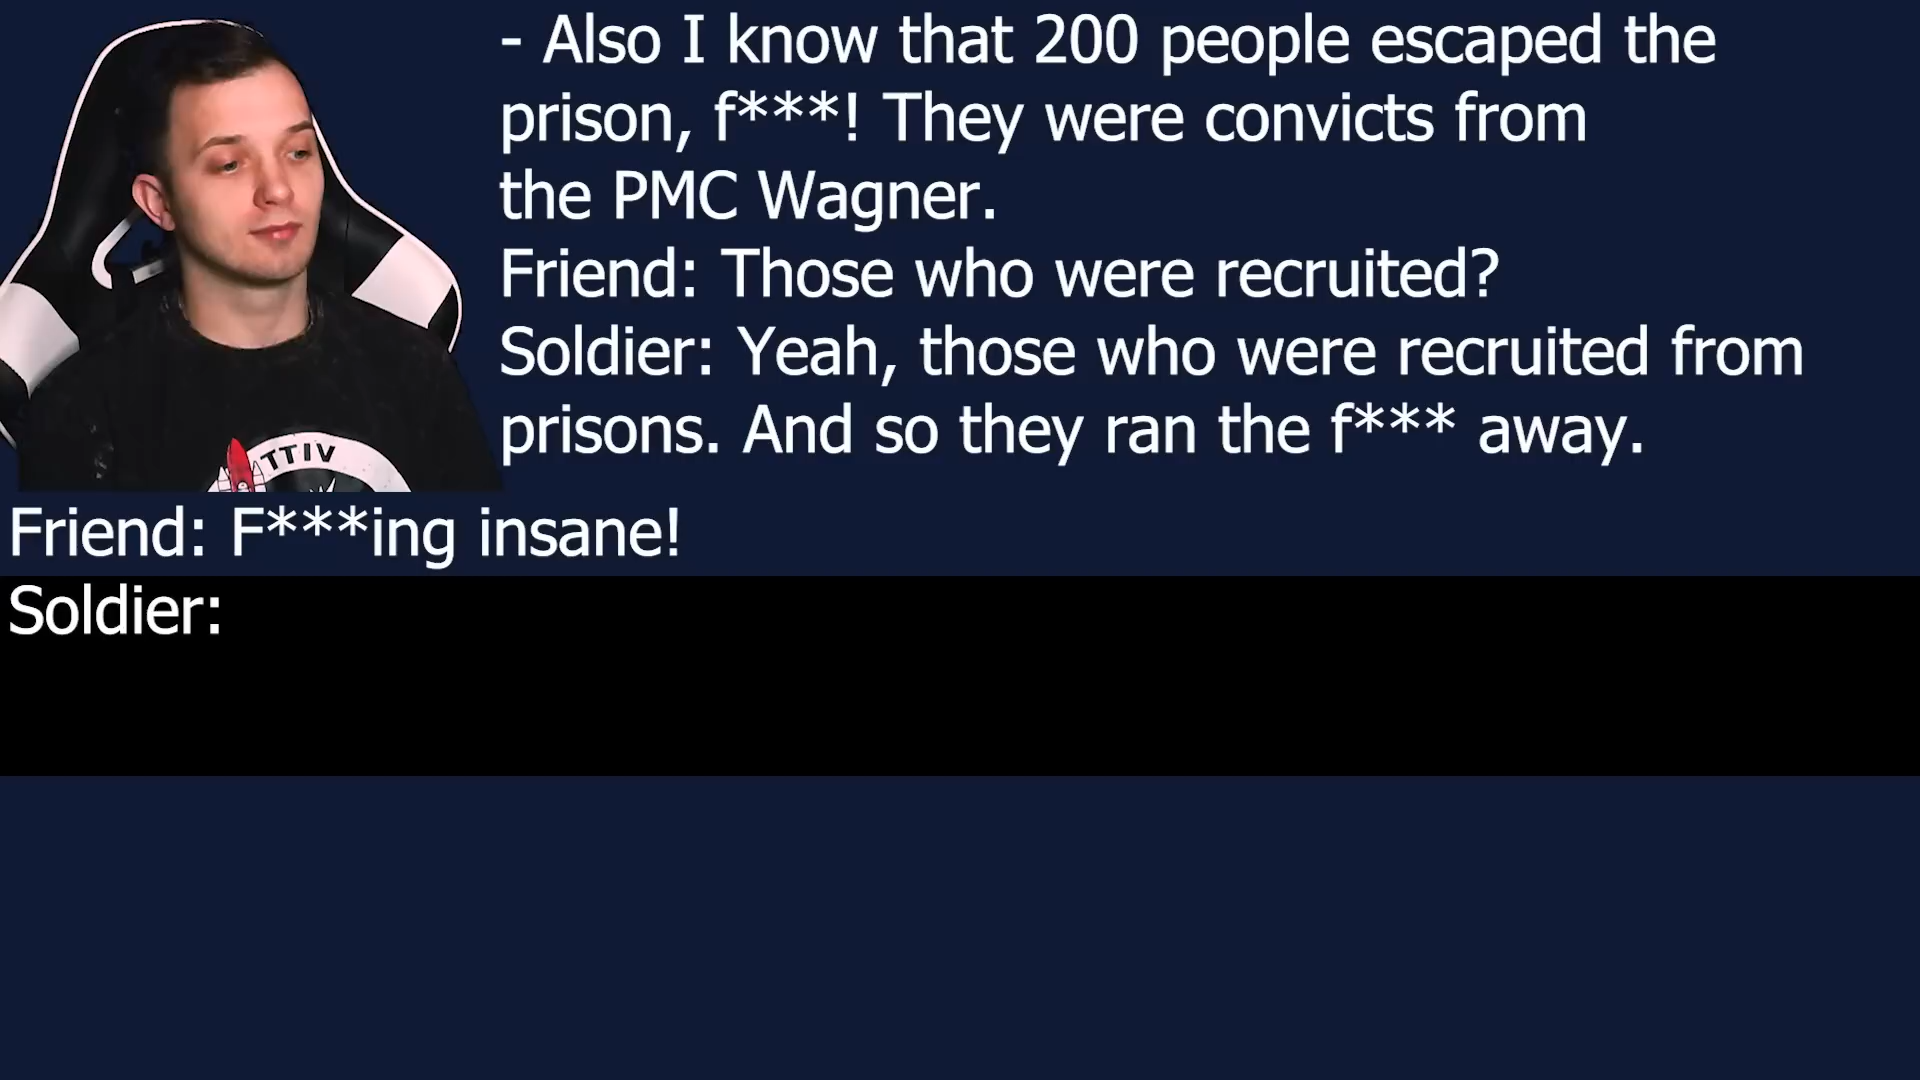 - Also I know that 200 people escaped the
prison, f***! They were convicts from
the PMC Wagner.
Friend: Those who were recruited?
Soldier: Yeah, those who were recruited from
prisons. And so they ran the f*** away.
TTIV
Friend: F***ing insane!
Soldier: